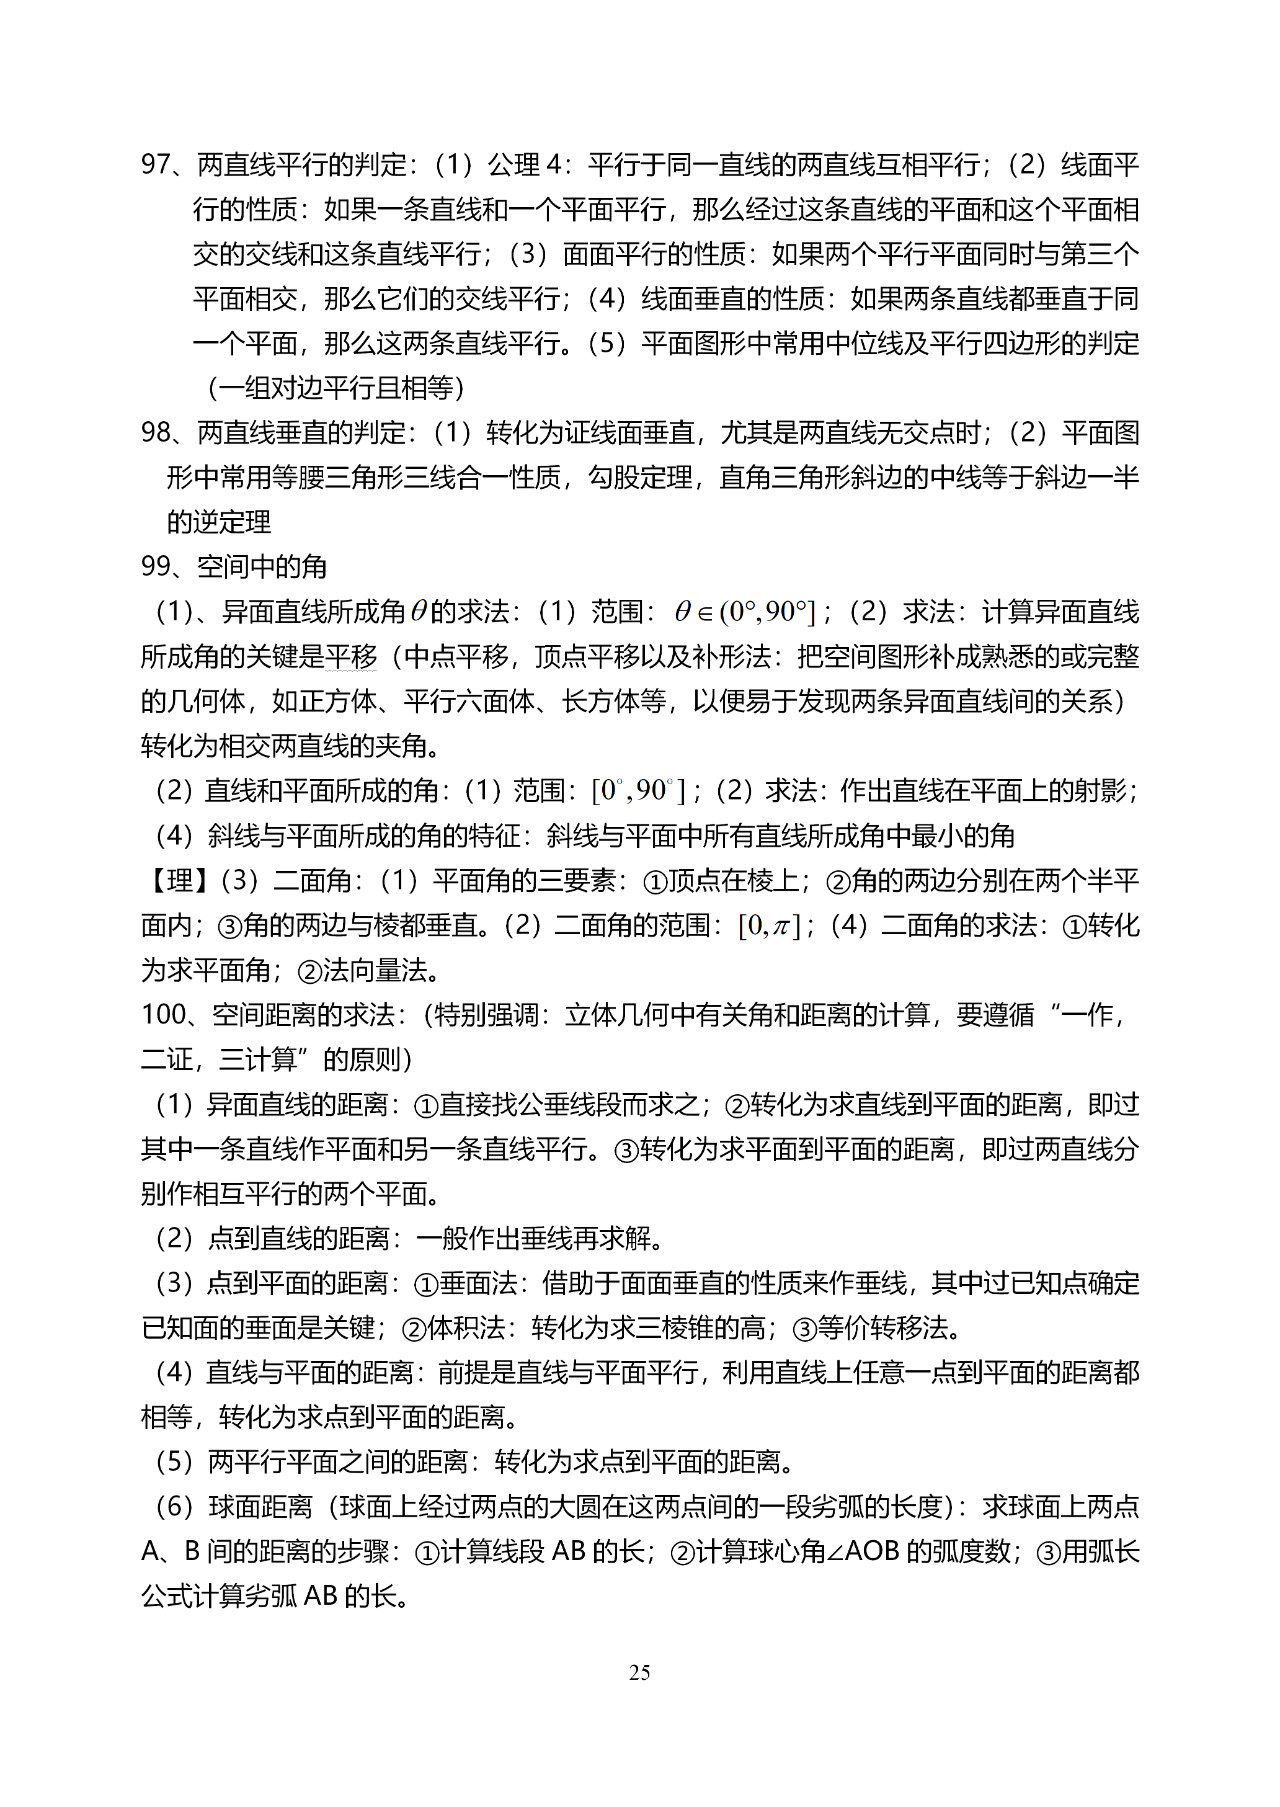 97、两直线平行的判定：（1）公理 4：平行于同一直线的两直线互相平行；（2）线面平
行的性质：如果一条直线和一个平面平行，那么经过这条直线的平面和这个平面相
交的交线和这条直线平行；（3）面面平行的性质：如果两个平行平面同时与第三个
平面相交，那么它们的交线平行；（4）线面垂直的性质：如果两条直线都垂直于同
一个平面，那么这两条直线平行。（5）平面图形中常用中位线及平行四边形的判定
（一组对边平行且相等）
98、两直线垂直的判定：（1）转化为证线面垂直，尤其是两直线无交点时；（2）平面图
形中常用等腰三角形三线合一性质，勾股定理，直角三角形斜边的中线等于斜边一半
的逆定理
99、空间中的角
（1）、异面直线所成角θ的求法：（1）范围：θ∈(0°,90°]；（2）求法：计算异面直线
所成角的关键是平移（中点平移，顶点平移以及补形法：把空间图形补成熟悉的或完整
的几何体，如正方体、平行六面体、长方体等，以便易于发现两条异面直线间的关系）
转化为相交两直线的夹角。
（2）直线和平面所成的角：（1）范围：[0°,90°]；（2）求法：作出直线在平面上的射影；
（4）斜线与平面所成的角的特征：斜线与平面中所有直线所成角中最小的角
【理】（3）二面角：（1）平面角的三要素：①顶点在棱上；②角的两边分别在两个半平
面内；③角的两边与棱都垂直。（2）二面角的范围：[0,π]；（4）二面角的求法：①转化
为求平面角；②法向量法。
100、空间距离的求法：（特别强调：立体几何中有关角和距离的计算，要遵循“一作，
二证，三计算”的原则）
（1）异面直线的距离：①直接找公垂线段而求之；②转化为求直线到平面的距离，即过
其中一条直线作平面和另一条直线平行。③转化为求平面到平面的距离，即过两直线分
别作相互平行的两个平面。
（2）点到直线的距离：一般作出垂线再求解。
（3）点到平面的距离：①垂面法：借助于面面垂直的性质来作垂线，其中过已知点确定
已知面的垂面是关键；②体积法：转化为求三棱锥的高；③等价转移法。
（4）直线与平面的距离：前提是直线与平面平行，利用直线上任意一点到平面的距离都
相等，转化为求点到平面的距离。
（5）两平行平面之间的距离：转化为求点到平面的距离。
（6）球面距离（球面上经过两点的大圆在这两点间的一段劣弧的长度）：求球面上两点
A、B 间的距离的步骤：①计算线段 AB 的长；②计算球心角∠AOB 的弧度数；③用弧长
公式计算劣弧 AB 的长。
25